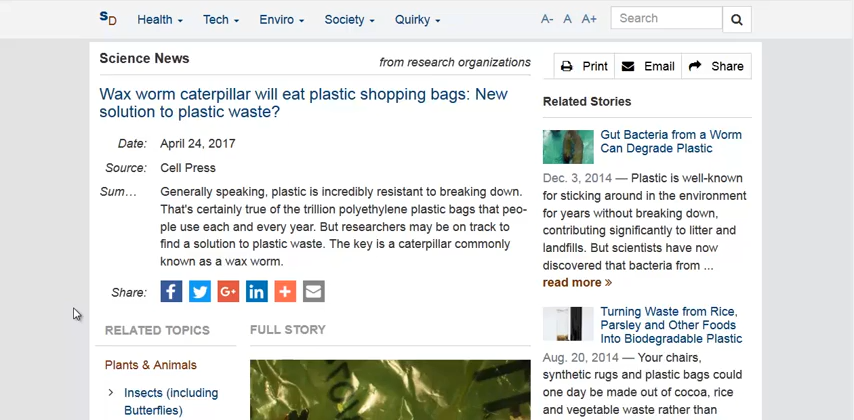 SD Health Tech Enviro Society Quirky A- A A+ Search
Science News from research organizations
Wax worm caterpillar will eat plastic shopping bags: New
solution to plastic waste?
Date: April 24, 2017
Source: Cell Press
Sum… Generally speaking, plastic is incredibly resistant to breaking down.
That's certainly true of the trillion polyethylene plastic bags that peo-
ple use each and every year. But researchers may be on track to
find a solution to plastic waste. The key is a caterpillar commonly
known as a wax worm.
Share:
RELATED TOPICS
Plants & Animals
Insects (including
Butterflies)
FULL STORY
Print Email Share
Related Stories
Gut Bacteria from a Worm
Can Degrade Plastic
Dec. 3, 2014 — Plastic is well-known
for sticking around in the environment
for years without breaking down,
contributing significantly to litter and
landfills. But scientists have now
discovered that bacteria from ...
read more »
Turning Waste from Rice,
Parsley and Other Foods
Into Biodegradable Plastic
Aug. 20, 2014 — Your chairs,
synthetic rugs and plastic bags could
one day be made out of cocoa, rice
and vegetable waste rather than